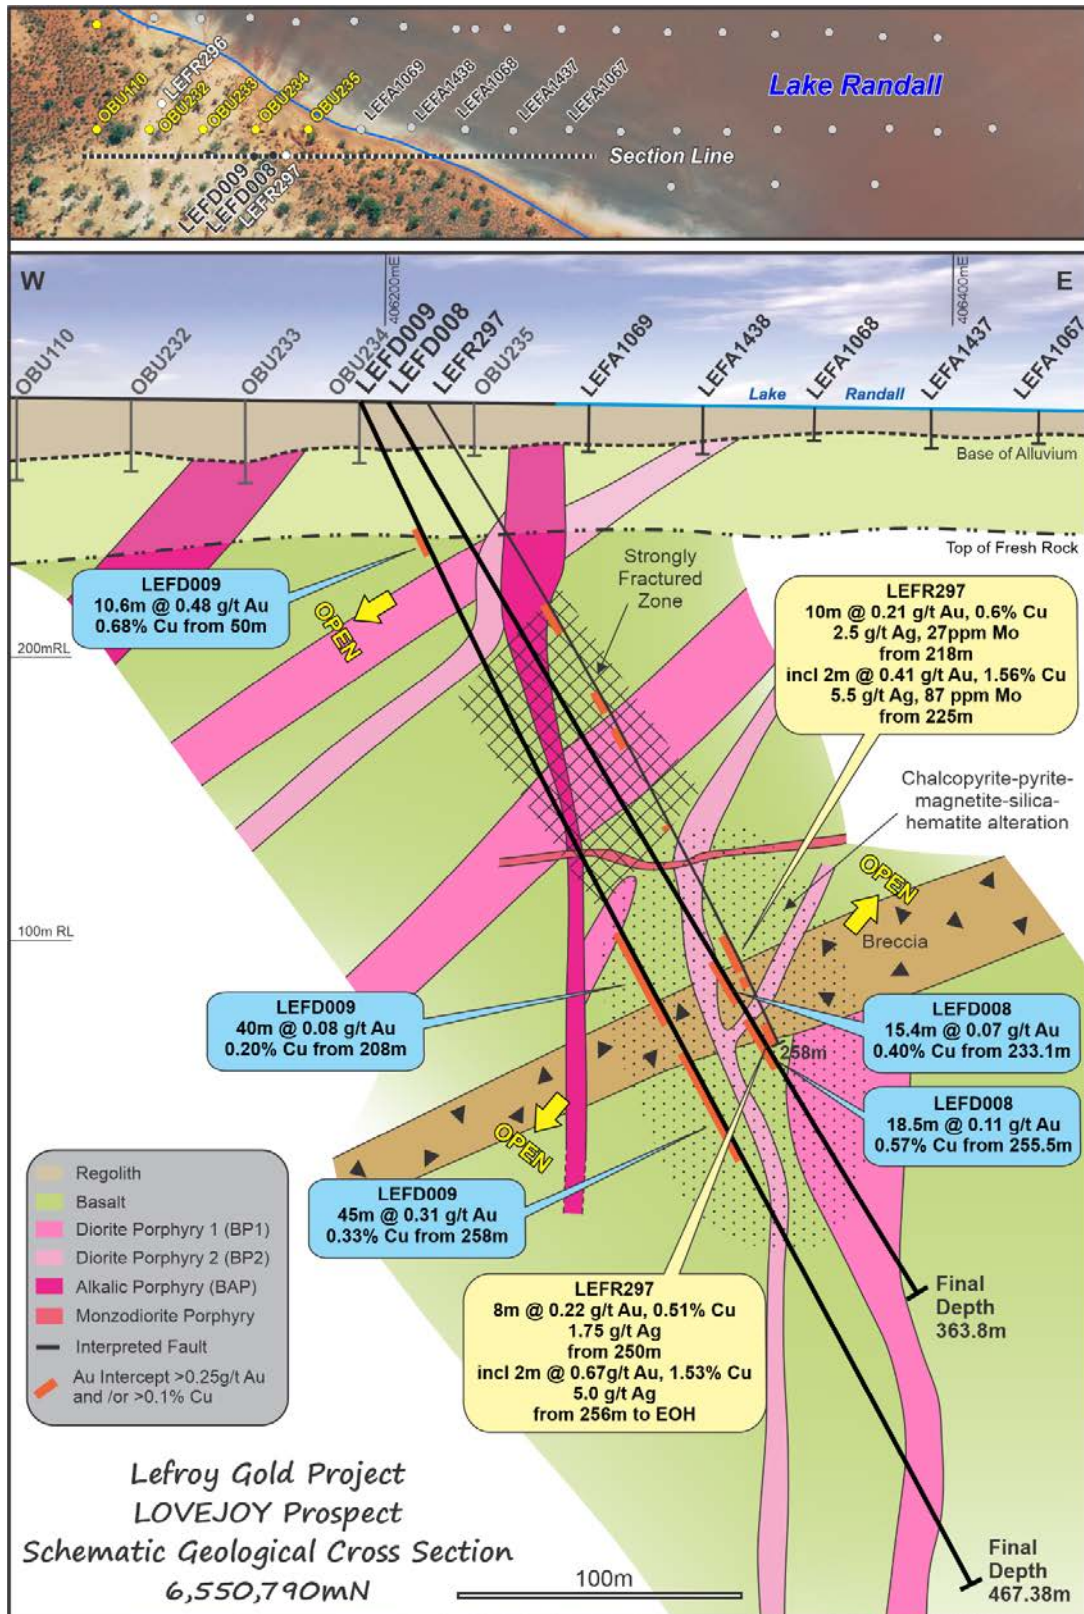 OBU110
LEFR296
OBU232
OBU233
OBU234
OBU235
LEFA1069
LEFA1438
LEFA1068
LEFA1437
LEFA1067
Lake Randall
Section Line
LEFD009
LEFD008
LEFR297
W
E
406200mE
406400mE
OBU110
OBU232
OBU233
OBU234
LEFD009
LEFD008
LEFR297
OBU235
LEFA1069
LEFA1438
LEFA1068
LEFA1437
LEFA1067
Lake Randall
Base of Alluvium
Top of Fresh Rock
Strongly
Fractured
Zone
LEFD009
10.6m @ 0.48 g/t Au
0.68% Cu from 50m
OPEN
LEFR297
10m @ 0.21 g/t Au, 0.6% Cu
2.5 g/t Ag, 27ppm Mo
from 218m
incl 2m @ 0.41 g/t Au, 1.56% Cu
5.5 g/t Ag, 87 ppm Mo
from 225m
200mRL
Chalcopyrite-pyrite-
magnetite-silica-
hematite alteration
OPEN
100m RL
Breccia
LEFD009
40m @ 0.08 g/t Au
0.20% Cu from 208m
LEFD008
15.4m @ 0.07 g/t Au
0.40% Cu from 233.1m
258m
LEFD008
18.5m @ 0.11 g/t Au
0.57% Cu from 255.5m
OPEN
LEFD009
45m @ 0.31 g/t Au
0.33% Cu from 258m
Regolith
Basalt
Diorite Porphyry 1 (BP1)
Diorite Porphyry 2 (BP2)
Alkalic Porphyry (BAP)
Monzodiorite Porphyry
Interpreted Fault
Au Intercept >0.25g/t Au
and /or >0.1% Cu
LEFR297
8m @ 0.22 g/t Au, 0.51% Cu
1.75 g/t Ag
from 250m
incl 2m @ 0.67g/t Au, 1.53% Cu
5.0 g/t Ag
from 256m to EOH
Final
Depth
363.8m
Lefroy Gold Project
LOVEJOY Prospect
Schematic Geological Cross Section
6,550,790mN
100m
Final
Depth
467.38m